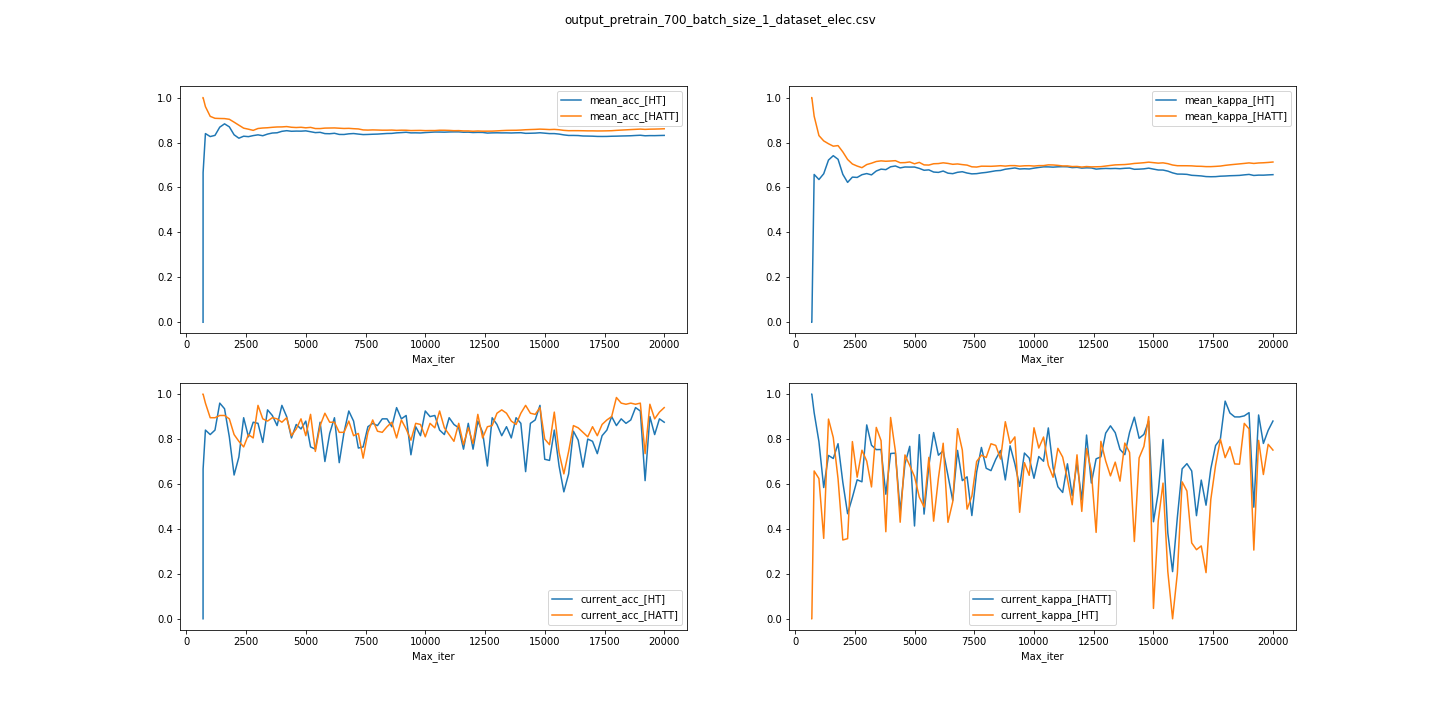 output_pretrain_700_batch_size_1_dataset_elec.csv
1.0
0.8
0.6
0.4
0.2
0.0
mean_acc_[HT]
mean_acc_[HATT]
0 2500 5000 7500 10000 12500 15000 17500 20000
Max_iter
1.0
0.8
0.6
0.4
0.2
0.0
mean_kappa_[HT]
mean_kappa_[HATT]
0 2500 5000 7500 10000 12500 15000 17500 20000
Max_iter
1.0
0.8
0.6
0.4
0.2
0.0
current_acc_[HT]
current_acc_[HATT]
0 2500 5000 7500 10000 12500 15000 17500 20000
Max_iter
1.0
0.8
0.6
0.4
0.2
0.0
current_kappa_[HATT]
current_kappa_[HT]
0 2500 5000 7500 10000 12500 15000 17500 20000
Max_iter